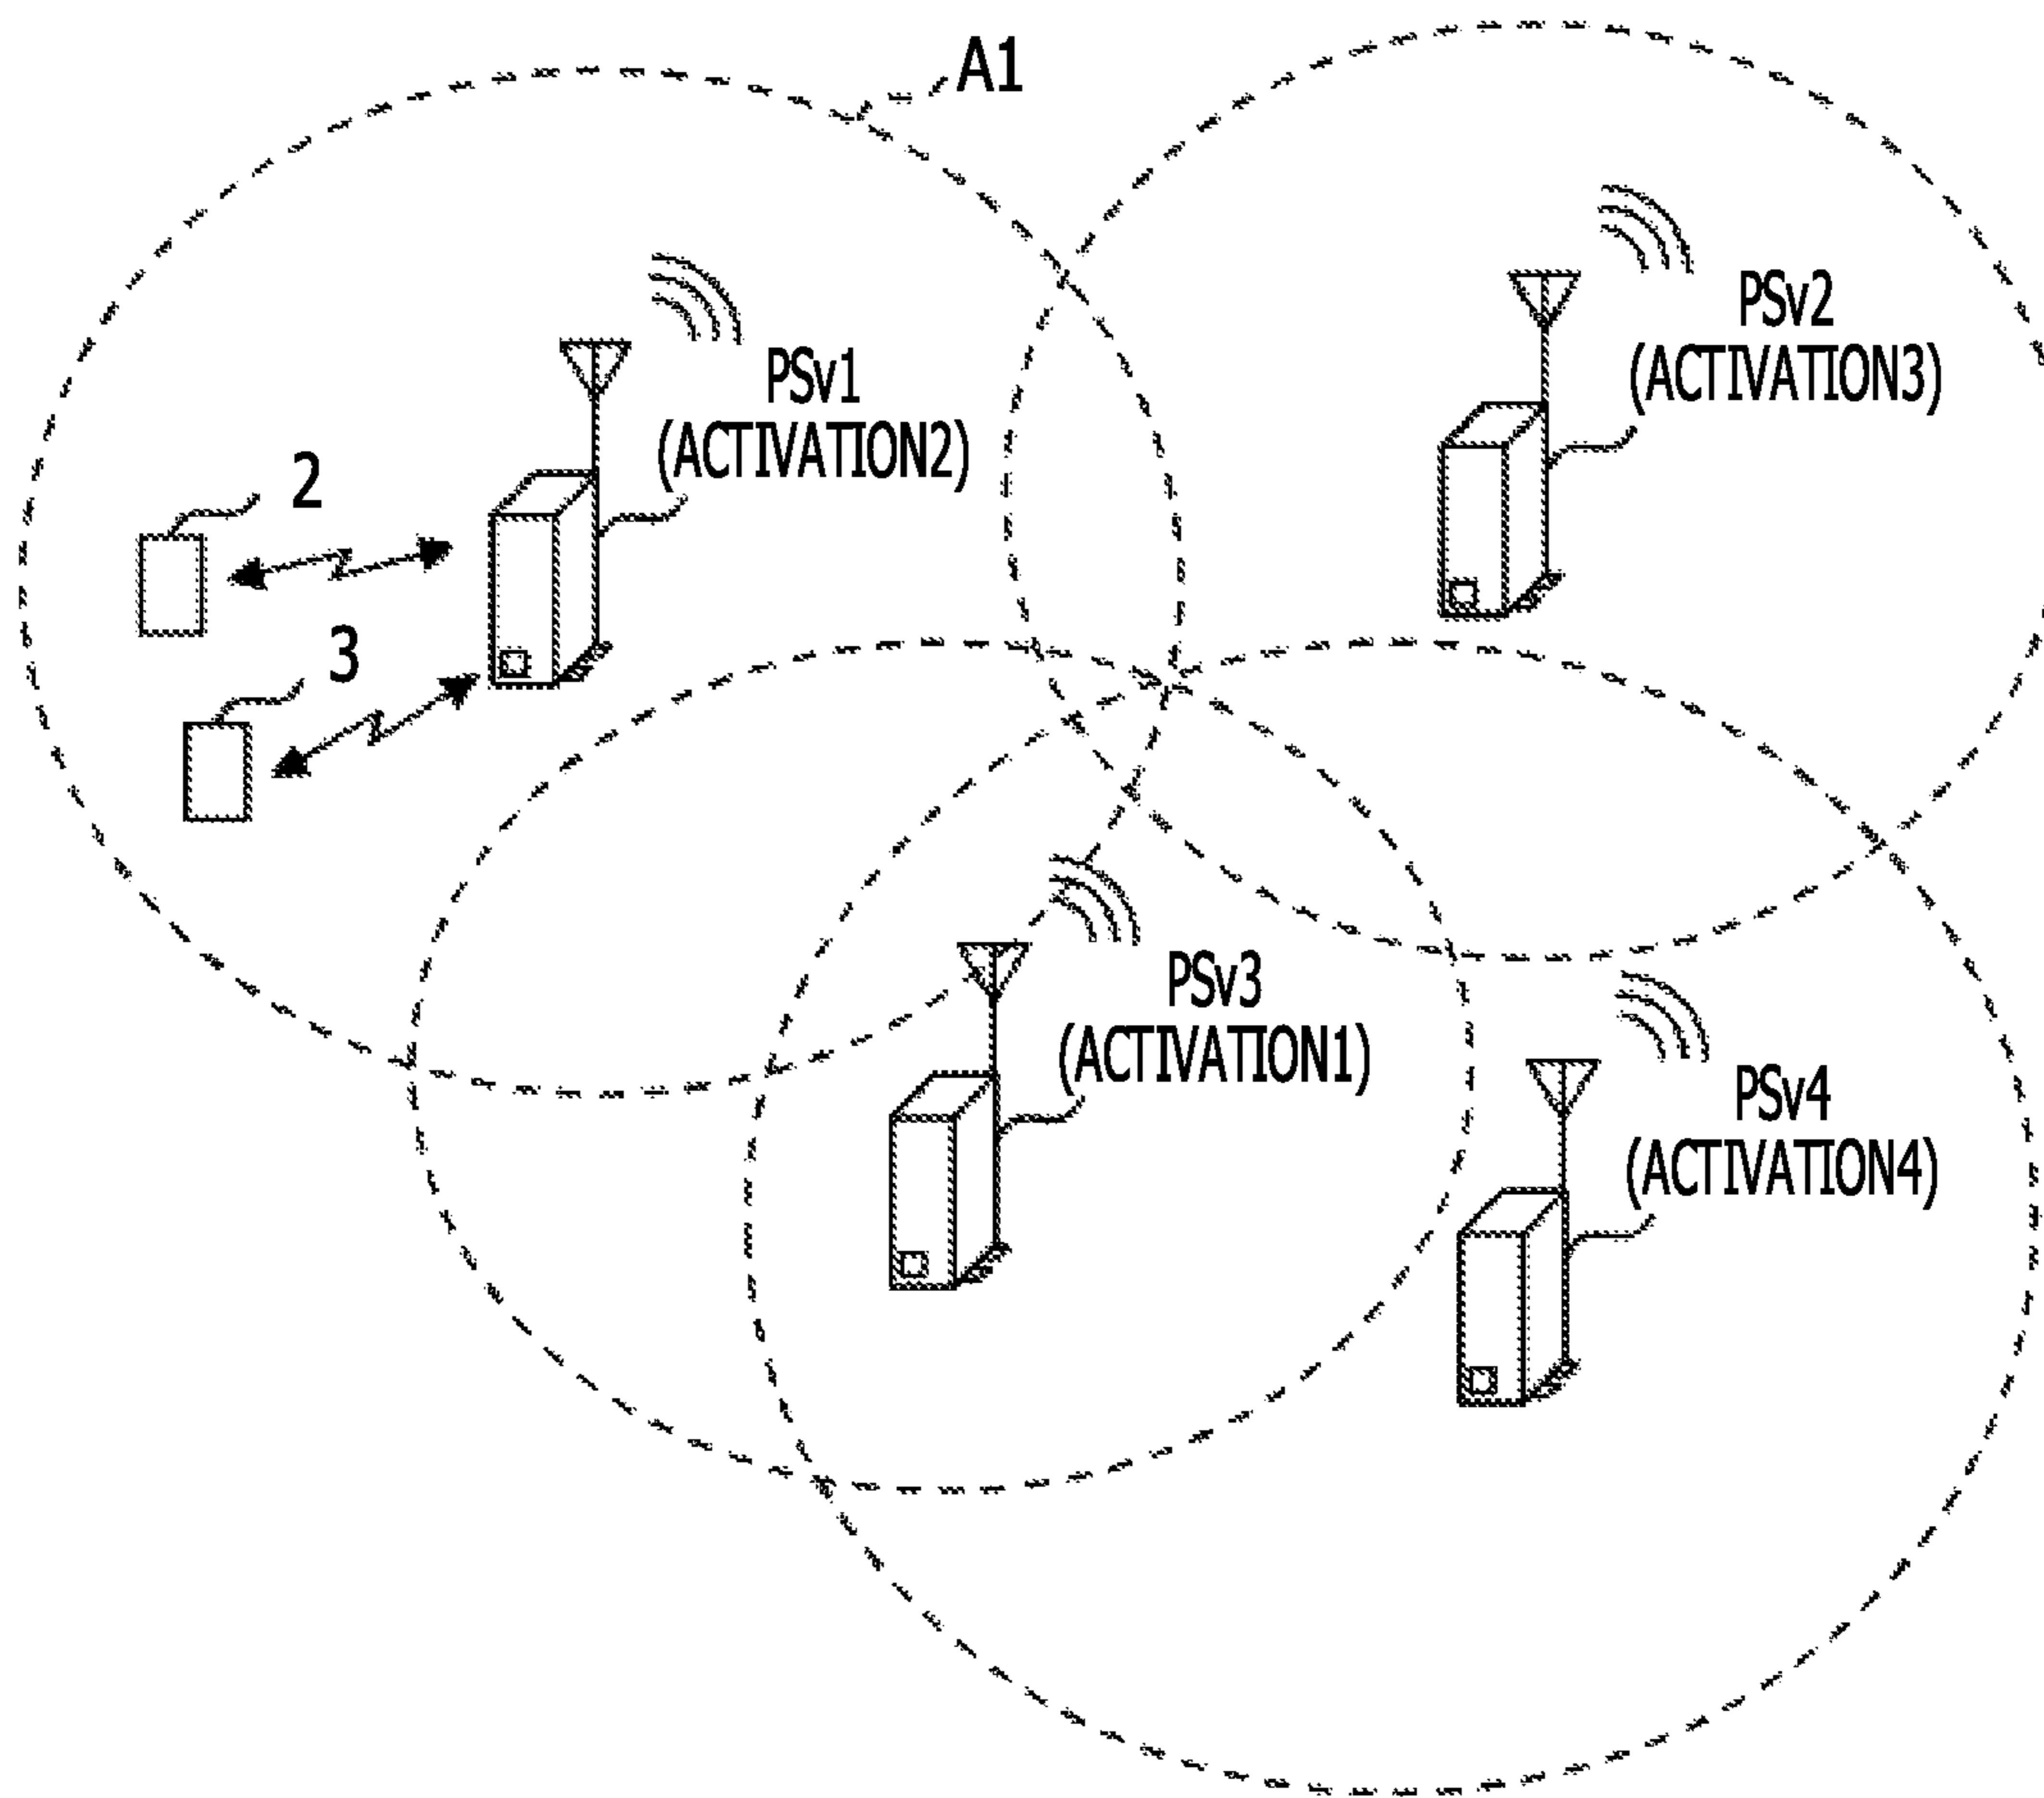 A1
PSv2
(ACTIVATION3)
PSv1
(ACTIVATION2)
2
3
PSv3
(ACTIVATION1)
PSv4
(ACTIVATION4)